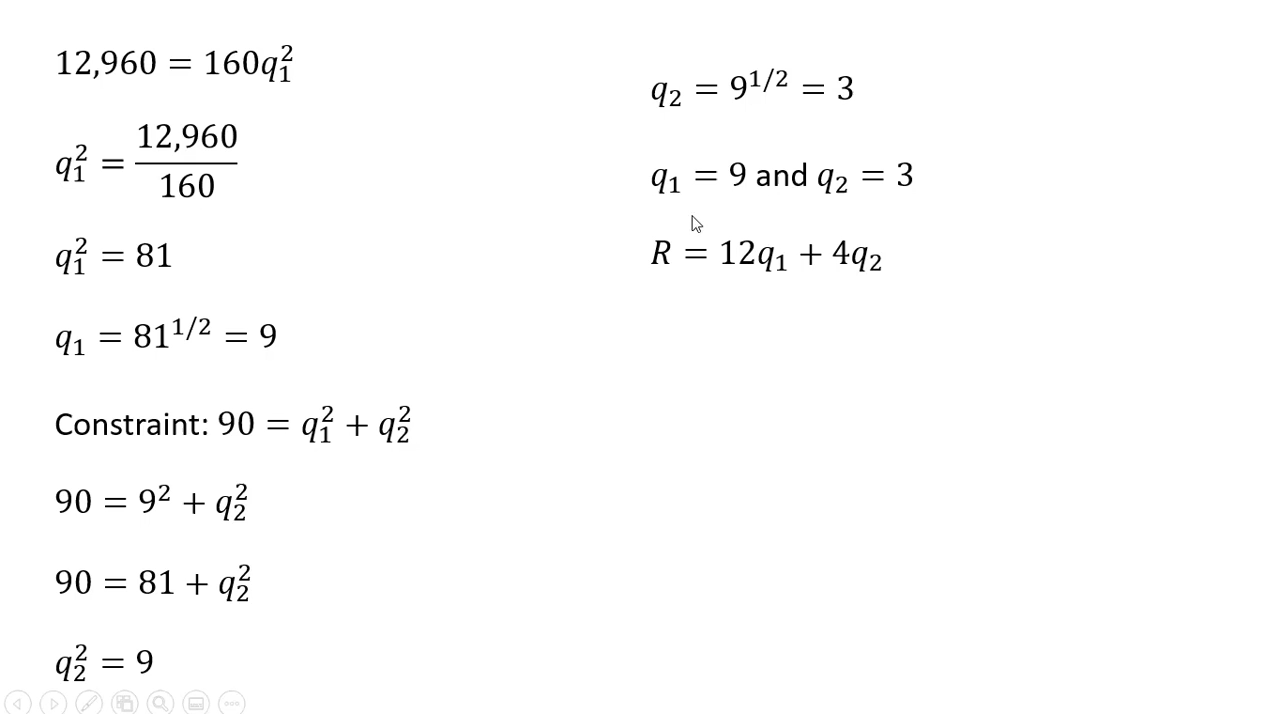 12,960 = 160q₁²
q₁² = 12,960/160
q₁² = 81
q₁ = 81^{1/2} = 9
Constraint: 90 = q₁² + q₂²
90 = 9² + q₂²
90 = 81 + q₂²
q₂² = 9
q₂ = 9^{1/2} = 3
q₁ = 9 and q₂ = 3
R = 12q₁ + 4q₂